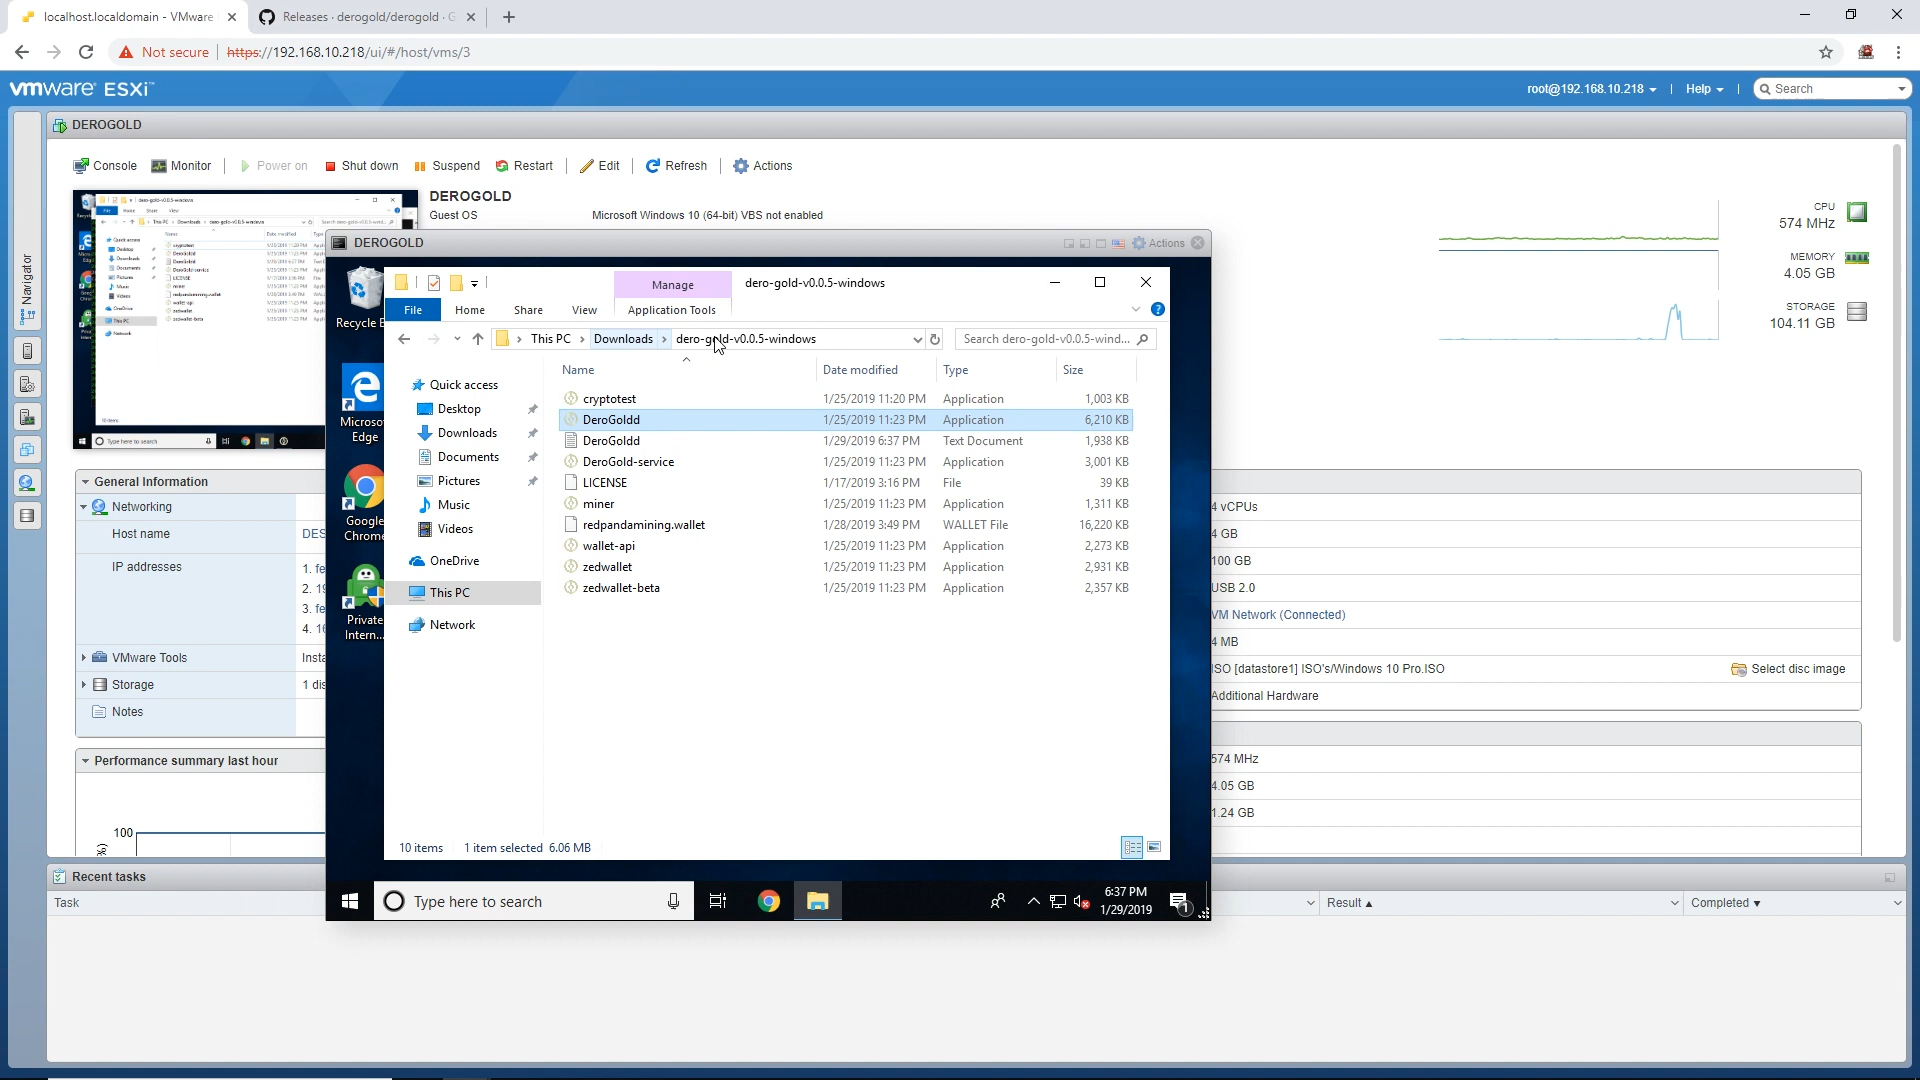 localhost.localdomain - VMware
Releases · derogold/derogold · G
Not secure
https://192.168.10.218/ui/#/host/vms/3
vmware ESXi™
root@192.168.10.218
Help
Search
DEROGOLD
Console
Monitor
Power on
Shut down
Suspend
Restart
Edit
Refresh
Actions
DEROGOLD
Guest OS
Microsoft Windows 10 (64-bit) VBS not enabled
CPU
574 MHz
MEMORY
4.05 GB
STORAGE
104.11 GB
Navigator
DEROGOLD
Actions
Recycle
Microsof
Edge
Google
Chrome
Private
Intern...
Manage
dero-gold-v0.0.5-windows
File
Home
Share
View
Application Tools
This PC
Downloads
dero-gold-v0.0.5-windows
Search dero-gold-v0.0.5-wind...
Name
Date modified
Type
Size
Quick access
Desktop
Downloads
Documents
Pictures
Music
Videos
OneDrive
This PC
Network
cryptotest 1/25/2019 11:20 PM Application 1,003 KB
DeroGoldd 1/25/2019 11:23 PM Application 6,210 KB
DeroGoldd 1/29/2019 6:37 PM Text Document 1,938 KB
DeroGold-service 1/25/2019 11:23 PM Application 3,001 KB
LICENSE 1/17/2019 3:16 PM File 39 KB
miner 1/25/2019 11:23 PM Application 1,311 KB
redpandamining.wallet 1/28/2019 3:49 PM WALLET File 16,220 KB
wallet-api 1/25/2019 11:23 PM Application 2,273 KB
zedwallet 1/25/2019 11:23 PM Application 2,931 KB
zedwallet-beta 1/25/2019 11:23 PM Application 2,357 KB
10 items
1 item selected 6.06 MB
Type here to search
6:37 PM
1/29/2019
1
General Information
Networking
Host name
DES
IP addresses
1. fe
2. 19
3. fe
4. 16
VMware Tools
Insta
Storage
1 dis
Notes
Performance summary last hour
100
4 vCPUs
4 GB
100 GB
USB 2.0
VM Network (Connected)
4 MB
ISO [datastore1] ISO's/Windows 10 Pro.ISO
Select disc image
Additional Hardware
574 MHz
4.05 GB
1.24 GB
Recent tasks
Task
Result
Completed